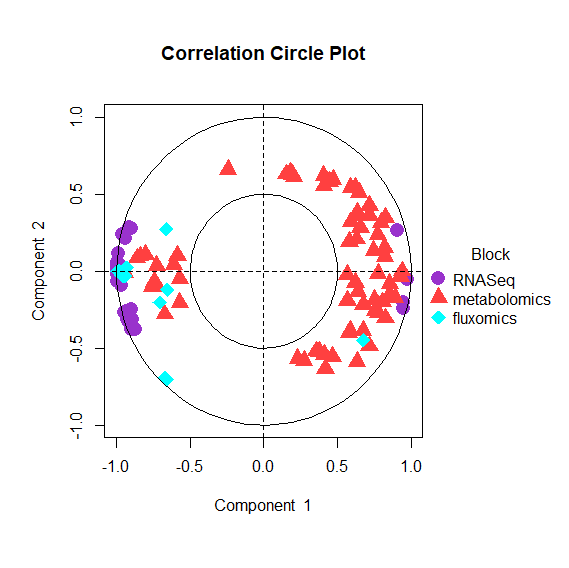 Correlation Circle Plot
1.0
0.5
0.0
-0.5
-1.0
Component 2
-1.0 -0.5 0.0 0.5 1.0
Component 1
Block
RNASeq
metabolomics
fluxomics